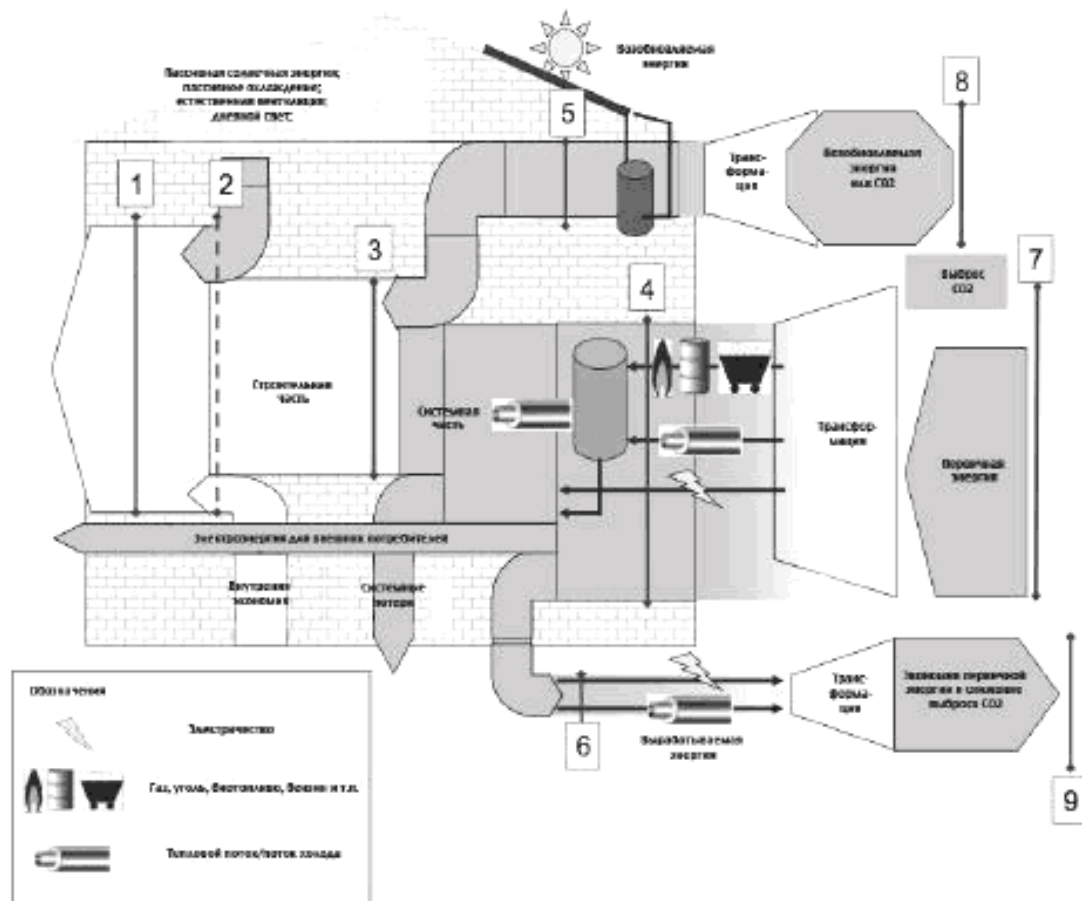 Возобновляемая
энергия
Пассивная солнечная энергия;
пассивное охлаждение;
естественная вентиляция;
дневной свет.
8
5
1
2
Транс-
форма-
ция
Возобновляемая
энергия
или СО2
3
7
4
Выброс
СО2
Строительная
часть
Системная
часть
Трансфор-
мация
Первичная
энергия
Электроэнергия для внешних потребителей
Внутренняя
экономия
Системные
потери
Обозначения
Электричество
Газ, уголь, биотопливо, бензин и т.п.
Тепловой поток/поток холода
6
Вырабатываемая
энергия
Транс-
форма-
ция
Экономия первичной
энергии и снижение
выброса СО2
9